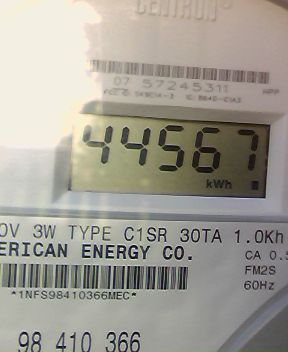 CENTRON
07 57245311
44567
kWh
0V 3W TYPE C1SR 30TA 1.0Kh
ERICAN ENERGY CO. CA 0.5
FM2S
*1NFS98410366MEC* 60Hz
98 410 366